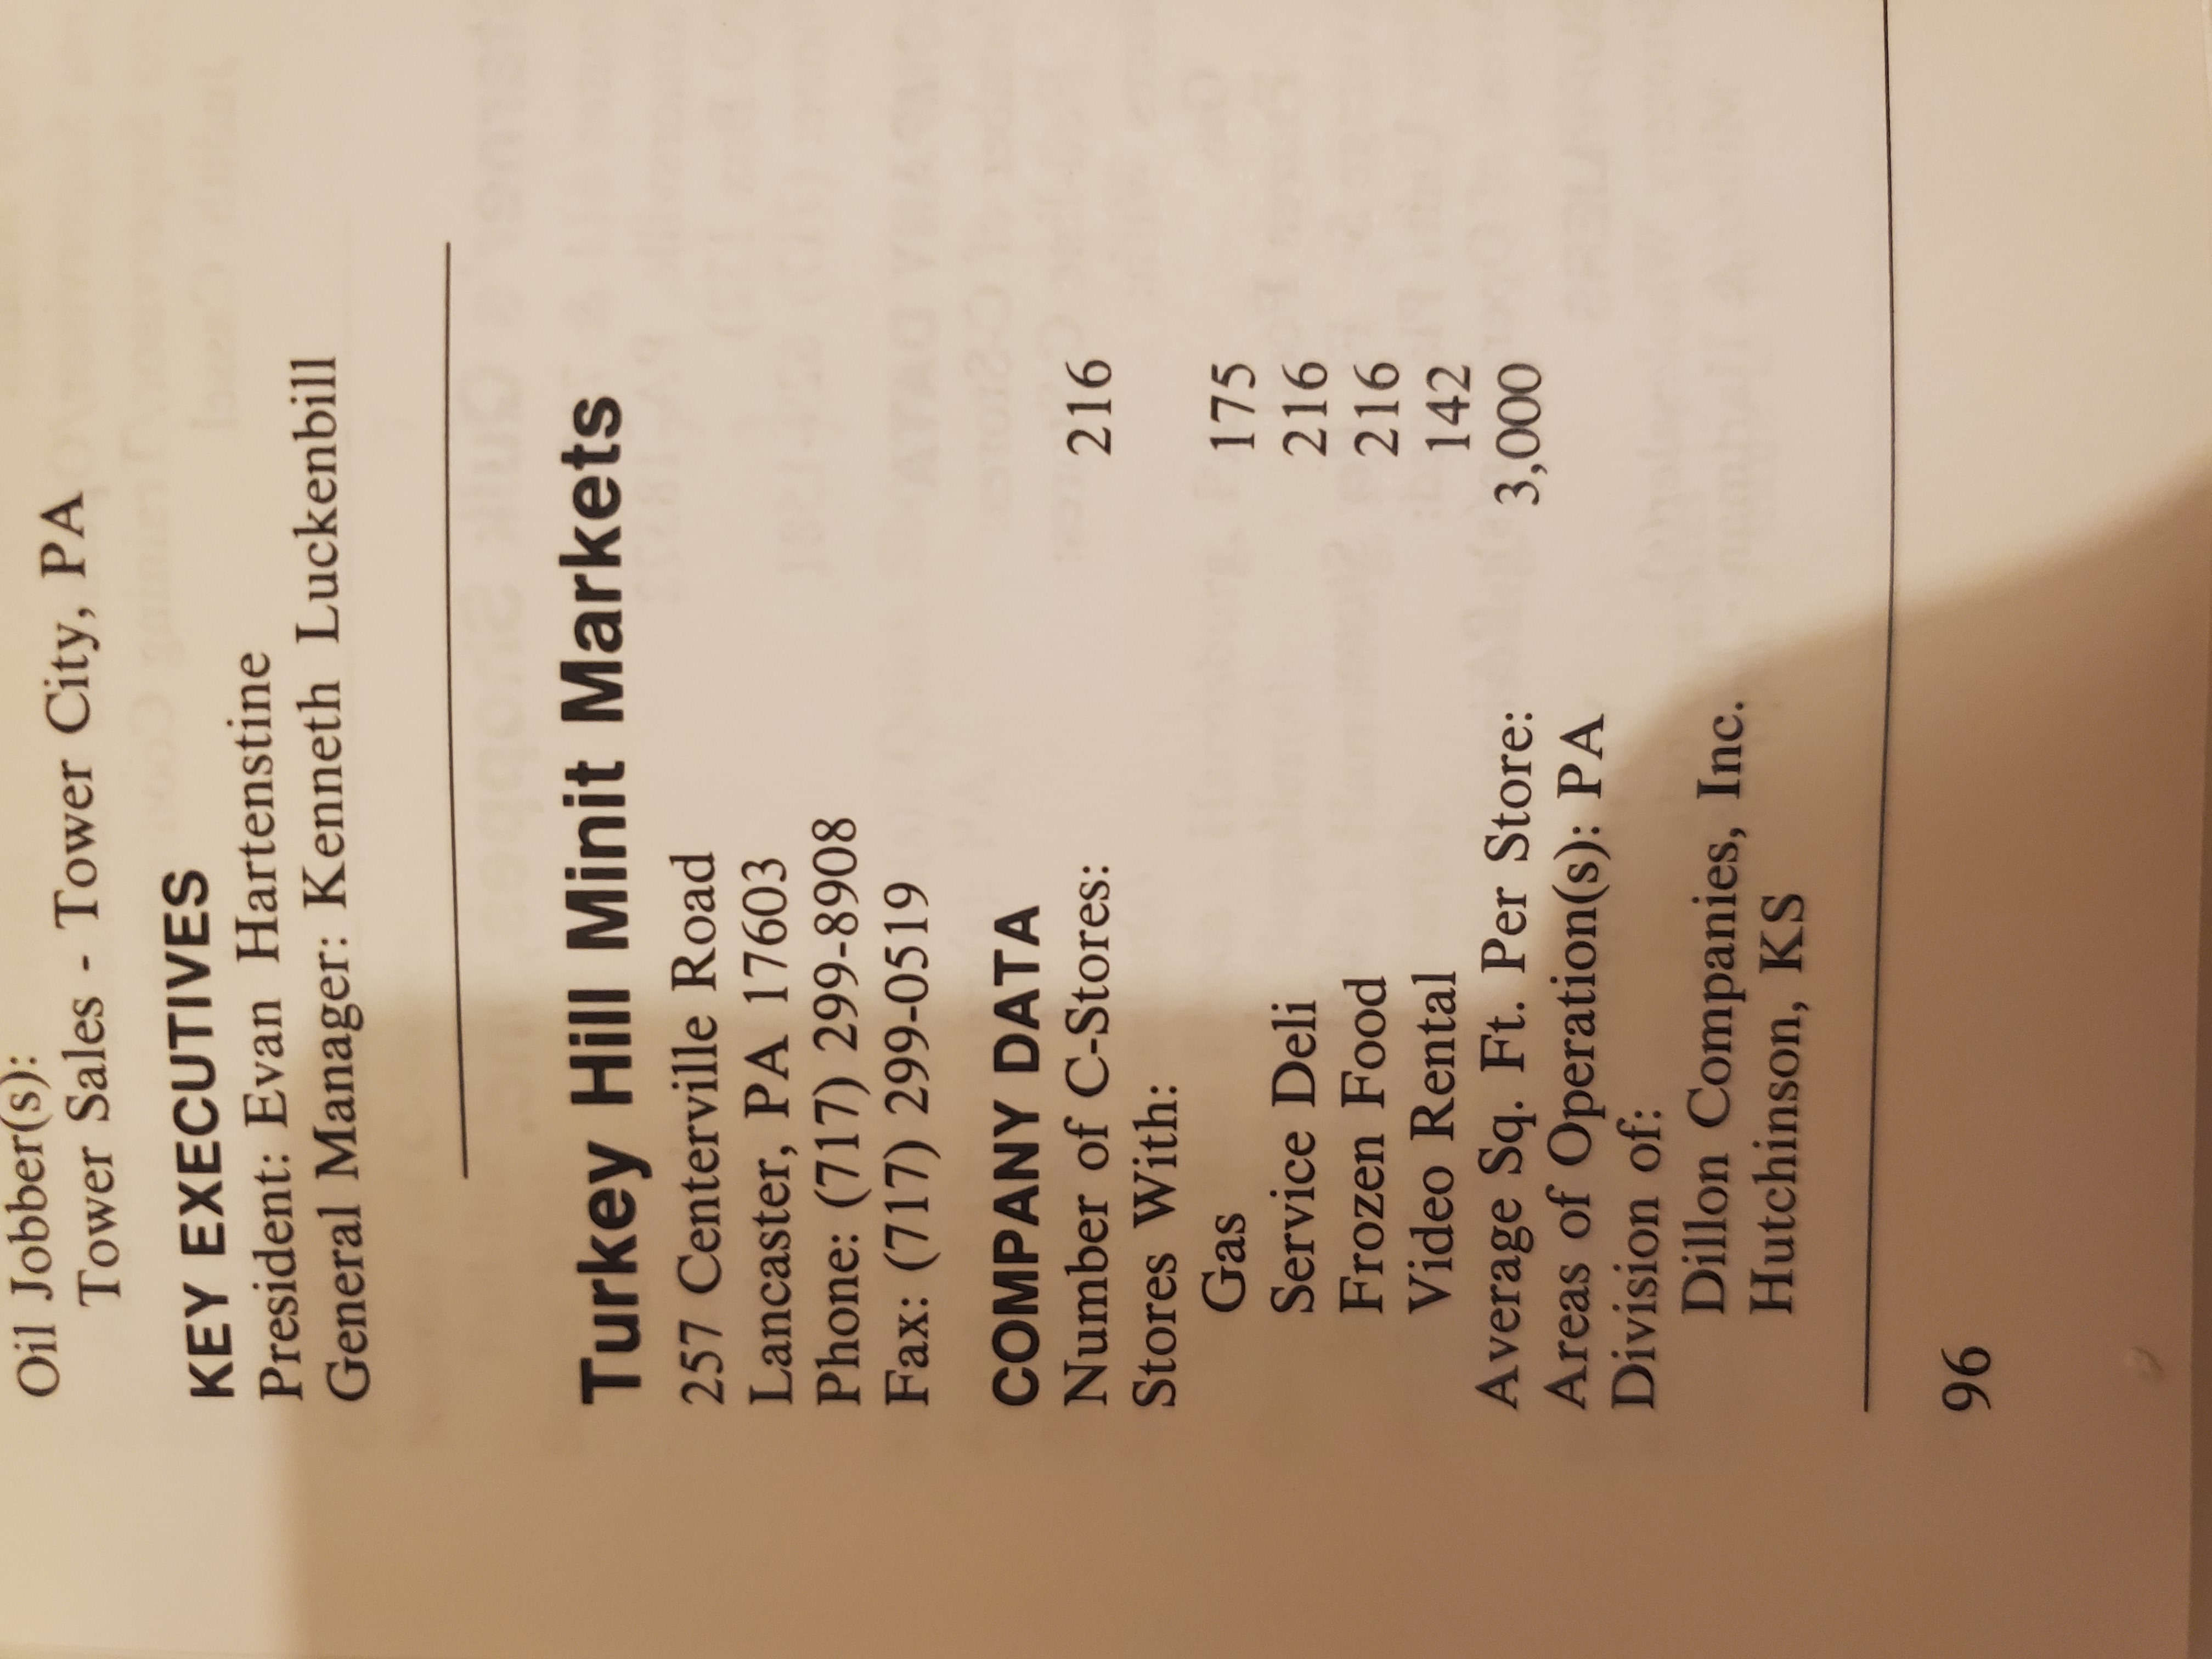 Oil Jobber(s):
Tower Sales - Tower City, PA
KEY EXECUTIVES
President: Evan Hartenstine
General Manager: Kenneth Luckenbill
Turkey Hill Minit Markets
257 Centerville Road
Lancaster, PA 17603
Phone: (717) 299-8908
Fax: (717) 299-0519
COMPANY DATA
Number of C-Stores: 216
Stores With:
Gas 175
Service Deli 216
Frozen Food 216
Video Rental 142
Average Sq. Ft. Per Store: 3,000
Areas of Operation(s): PA
Division of:
Dillon Companies, Inc.
Hutchinson, KS
96